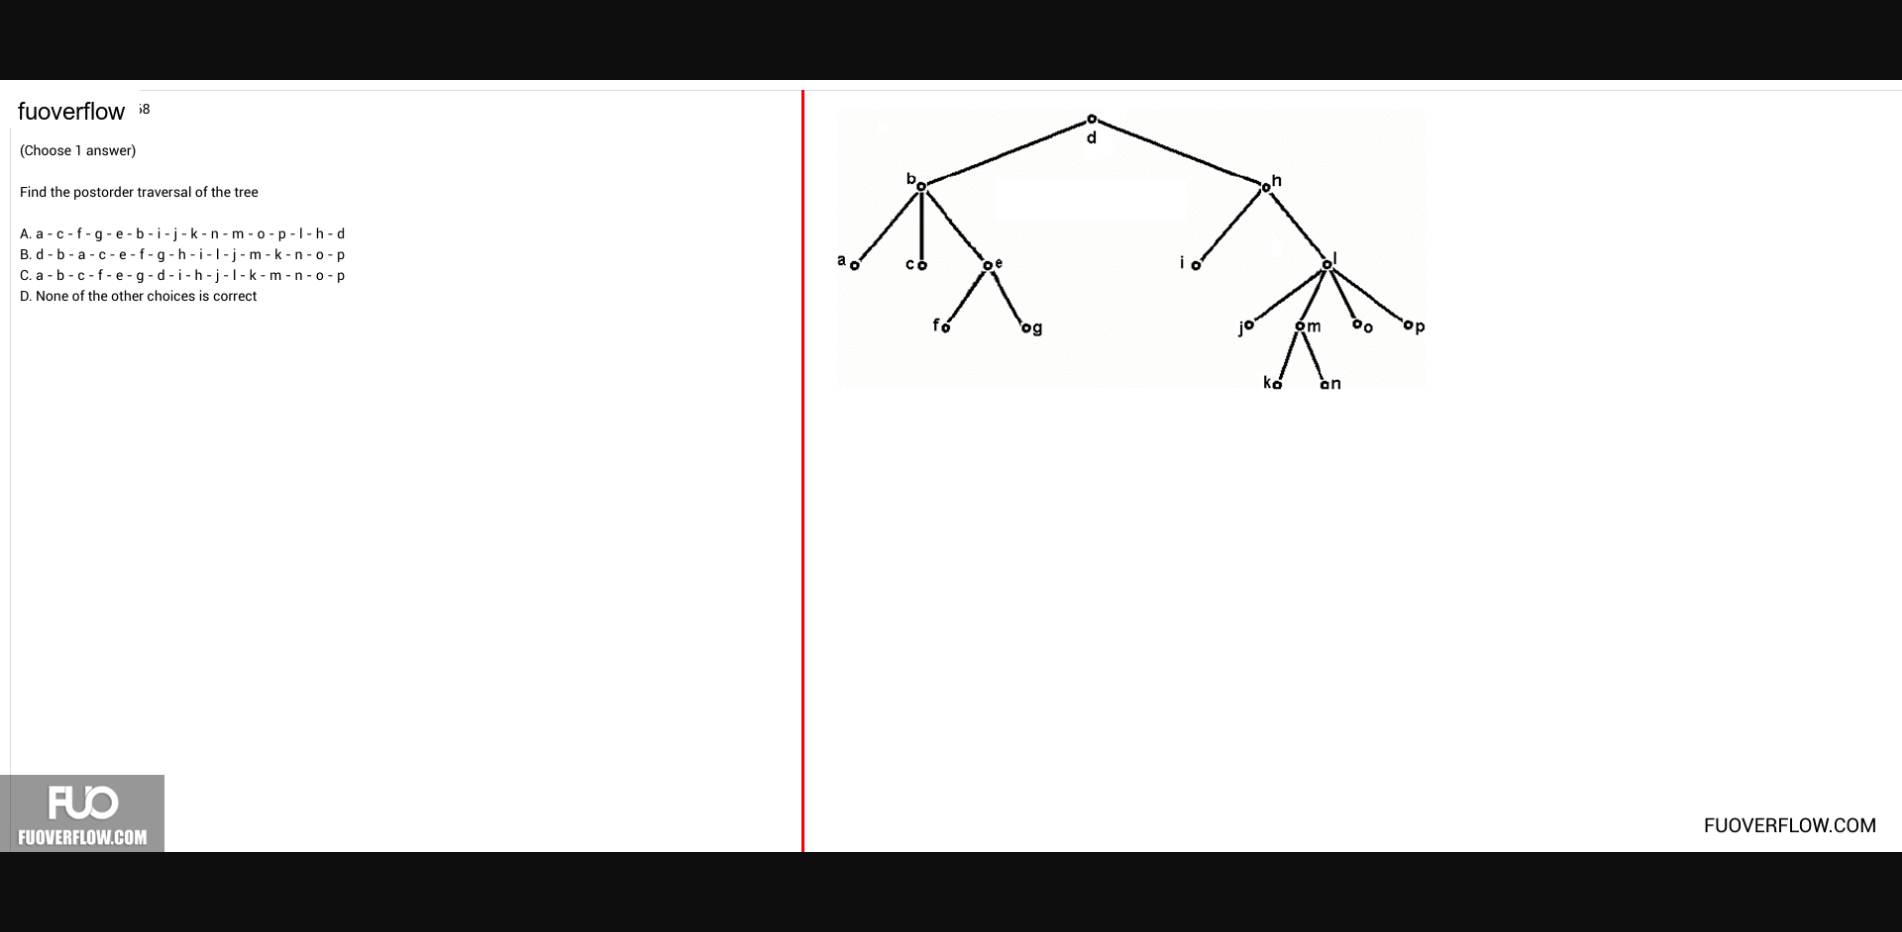 fuoverflow 58
(Choose 1 answer)
Find the postorder traversal of the tree
A. a - c - f - g - e - b - i - j - k - n - m - o - p - l - h - d
B. d - b - a - c - e - f - g - h - i - l - j - m - k - n - o - p
C. a - b - c - f - e - g - d - i - h - j - l - k - m - n - o - p
D. None of the other choices is correct
d
b h
a c e i l
f g j m o p
k n
FUO
FUOVERFLOW.COM
FUOVERFLOW.COM